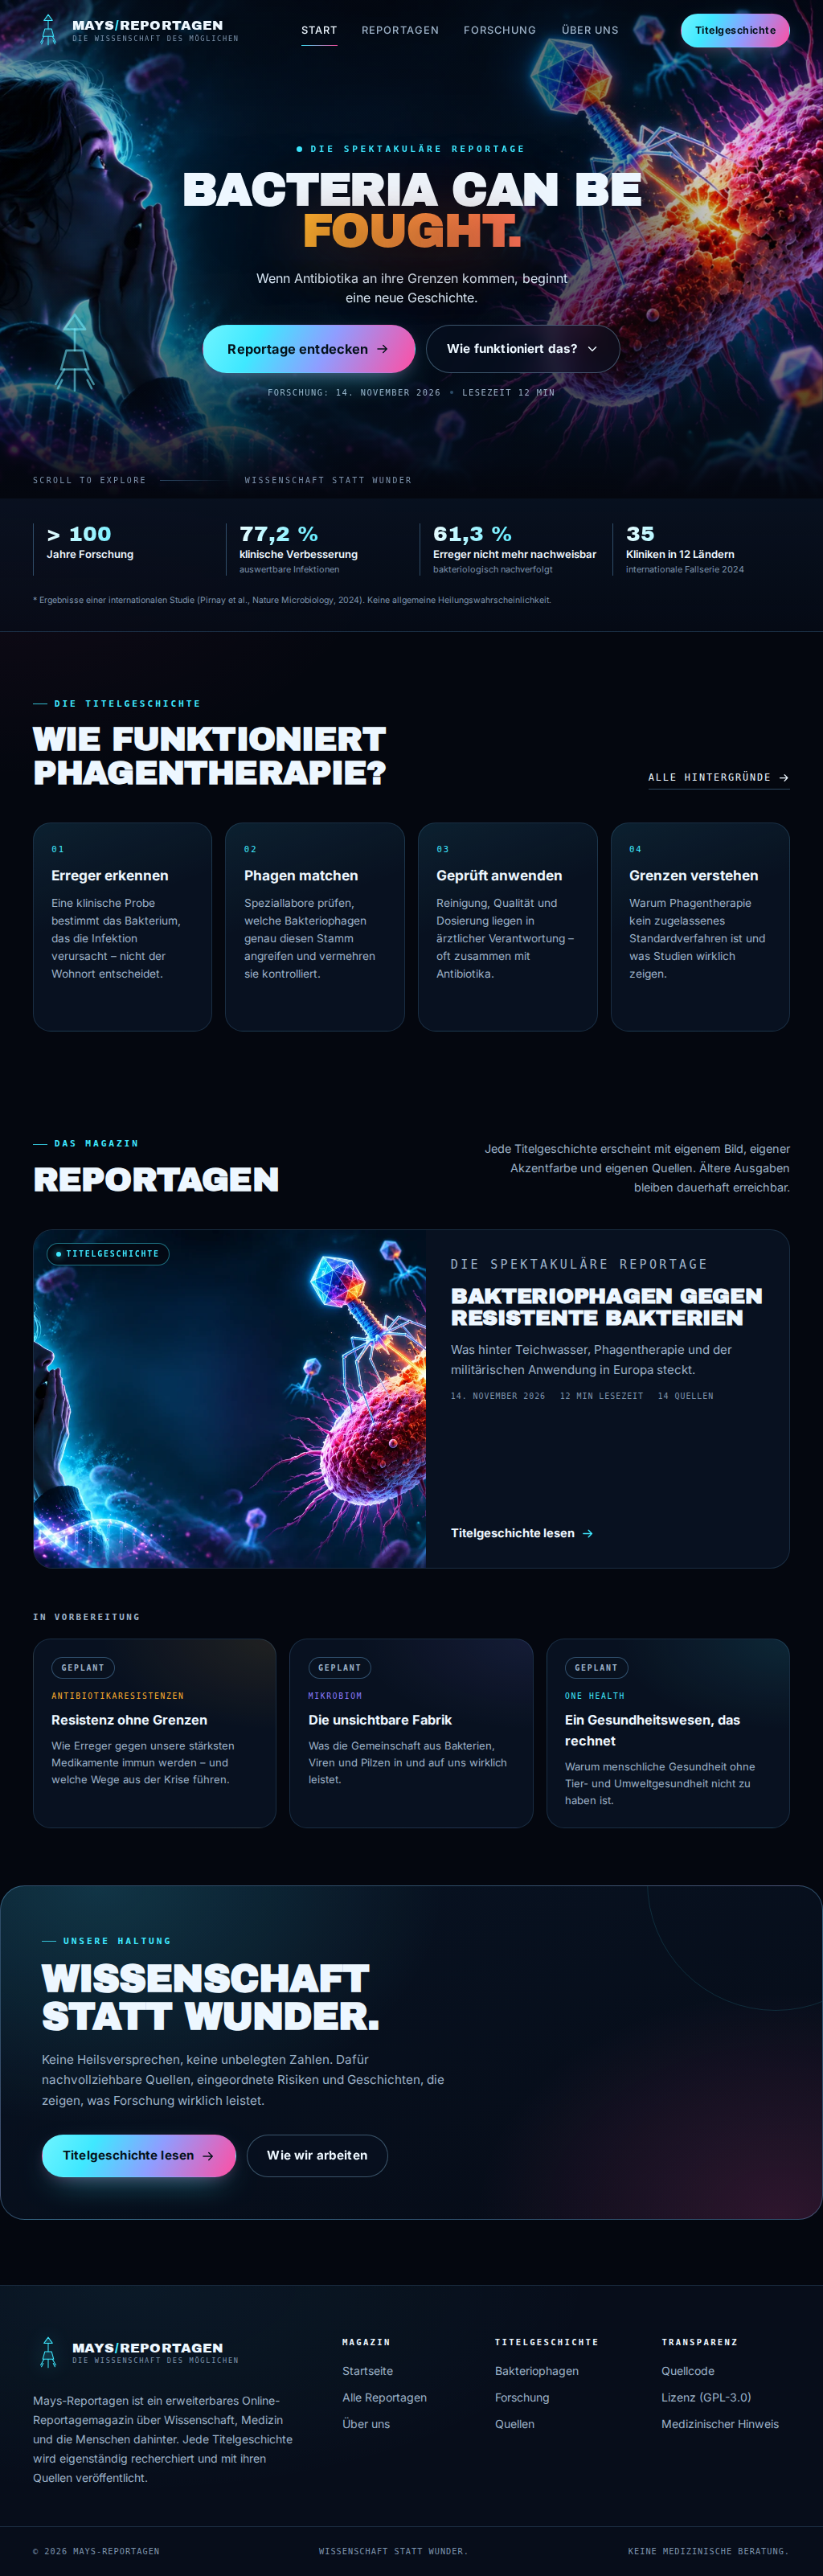 MAYS/REPORTAGEN
DIE WISSENSCHAFT DES MÖGLICHEN
START
REPORTAGEN
FORSCHUNG
ÜBER UNS
Titelgeschichte
DIE SPEKTAKULÄRE REPORTAGE
BACTERIA CAN BE
FOUGHT.
Wenn Antibiotika an ihre Grenzen kommen, beginnt
eine neue Geschichte.
Reportage entdecken →
Wie funktioniert das?
FORSCHUNG: 14. NOVEMBER 2026 • LESEZEIT 12 MIN
SCROLL TO EXPLORE
WISSENSCHAFT STATT WUNDER
> 100
Jahre Forschung
77,2 %
klinische Verbesserung
auswertbare Infektionen
61,3 %
Erreger nicht mehr nachweisbar
bakteriologisch nachverfolgt
35
Kliniken in 12 Ländern
internationale Fallserie 2024
* Ergebnisse einer internationalen Studie (Pirnay et al., Nature Microbiology, 2024). Keine allgemeine Heilungswahrscheinlichkeit.
DIE TITELGESCHICHTE
WIE FUNKTIONIERT
PHAGENTHERAPIE?
ALLE HINTERGRÜNDE →
01
Erreger erkennen
Eine klinische Probe
bestimmt das Bakterium,
das die Infektion
verursacht – nicht der
Wohnort entscheidet.
02
Phagen matchen
Speziallabore prüfen,
welche Bakteriophagen
genau diesen Stamm
angreifen und vermehren
sie kontrolliert.
03
Geprüft anwenden
Reinigung, Qualität und
Dosierung liegen in
ärztlicher Verantwortung –
oft zusammen mit
Antibiotika.
04
Grenzen verstehen
Warum Phagentherapie
kein zugelassenes
Standardverfahren ist und
was Studien wirklich
zeigen.
DAS MAGAZIN
REPORTAGEN
Jede Titelgeschichte erscheint mit eigenem Bild, eigener
Akzentfarbe und eigenen Quellen. Ältere Ausgaben
bleiben dauerhaft erreichbar.
TITELGESCHICHTE
DIE SPEKTAKULÄRE REPORTAGE
BAKTERIOPHAGEN GEGEN
RESISTENTE BAKTERIEN
Was hinter Teichwasser, Phagentherapie und der
militärischen Anwendung in Europa steckt.
14. NOVEMBER 2026 12 MIN LESEZEIT 14 QUELLEN
Titelgeschichte lesen →
IN VORBEREITUNG
GEPLANT
ANTIBIOTIKARESISTENZEN
Resistenz ohne Grenzen
Wie Erreger gegen unsere stärksten
Medikamente immun werden – und
welche Wege aus der Krise führen.
GEPLANT
MIKROBIOM
Die unsichtbare Fabrik
Was die Gemeinschaft aus Bakterien,
Viren und Pilzen in und auf uns wirklich
leistet.
GEPLANT
ONE HEALTH
Ein Gesundheitswesen, das
rechnet
Warum menschliche Gesundheit ohne
Tier- und Umweltgesundheit nicht zu
haben ist.
UNSERE HALTUNG
WISSENSCHAFT
STATT WUNDER.
Keine Heilsversprechen, keine unbelegten Zahlen. Dafür
nachvollziehbare Quellen, eingeordnete Risiken und Geschichten, die
zeigen, was Forschung wirklich leistet.
Titelgeschichte lesen →
Wie wir arbeiten
MAYS/REPORTAGEN
DIE WISSENSCHAFT DES MÖGLICHEN
Mays-Reportagen ist ein erweiterbares Online-
Reportagemagazin über Wissenschaft, Medizin
und die Menschen dahinter. Jede Titelgeschichte
wird eigenständig recherchiert und mit ihren
Quellen veröffentlicht.
MAGAZIN
Startseite
Alle Reportagen
Über uns
TITELGESCHICHTE
Bakteriophagen
Forschung
Quellen
TRANSPARENZ
Quellcode
Lizenz (GPL-3.0)
Medizinischer Hinweis
© 2026 MAYS-REPORTAGEN
WISSENSCHAFT STATT WUNDER.
KEINE MEDIZINISCHE BERATUNG.